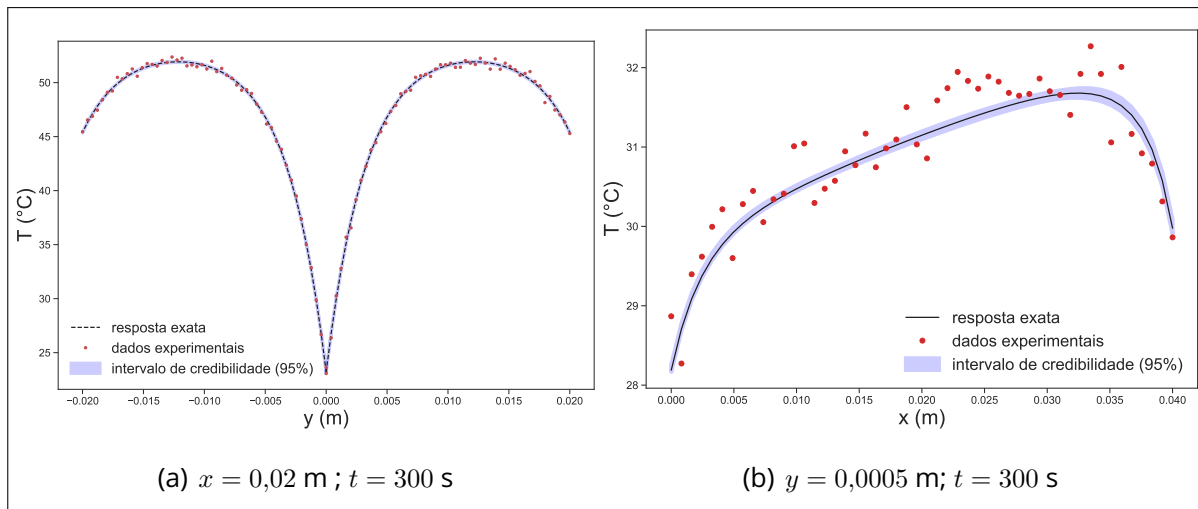 T (°C)
50
45
40
35
30
25
resposta exata
dados experimentais
intervalo de credibilidade (95%)
−0.020 −0.015 −0.010 −0.005 0.000 0.005 0.010 0.015 0.020
y (m)
(a) x = 0,02 m ; t = 300 s
T (°C)
32
31
30
29
28
resposta exata
dados experimentais
intervalo de credibilidade (95%)
0.000 0.005 0.010 0.015 0.020 0.025 0.030 0.035 0.040
x (m)
(b) y = 0,0005 m; t = 300 s